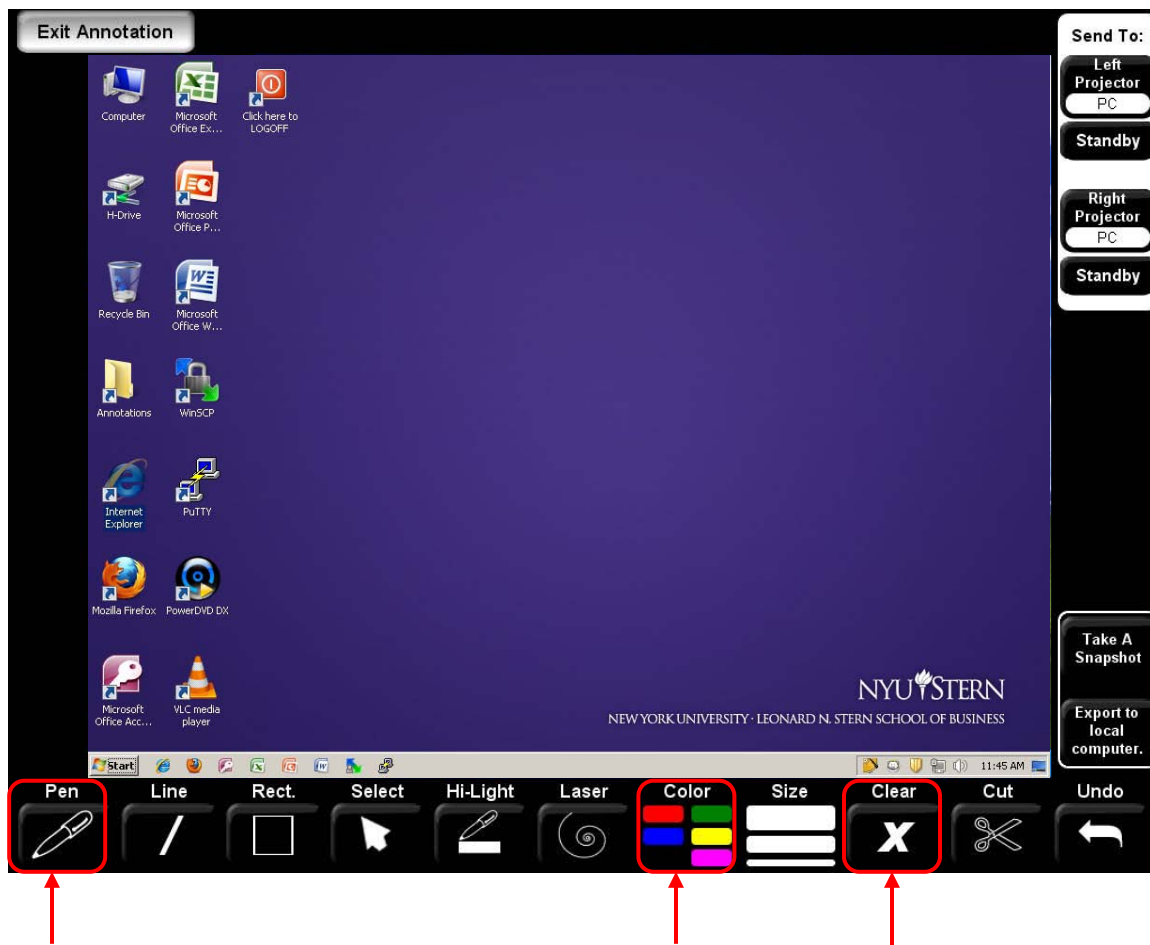 Exit Annotation
Send To:
Left
Projector
PC
Standby
Right
Projector
PC
Standby
Computer
Microsoft
Office Ex...
Click here to
LOGOFF
H-Drive
Microsoft
Office P...
Recycle Bin
Microsoft
Office W...
Annotations
WinSCP
Internet
Explorer
PuTTY
Mozilla Firefox
PowerDVD DX
Microsoft
Office Acc...
VLC media
player
NYU STERN
NEW YORK UNIVERSITY · LEONARD N. STERN SCHOOL OF BUSINESS
Take A
Snapshot
Export to
local
computer.
Start
11:45 AM
Pen
Line
Rect.
Select
Hi-Light
Laser
Color
Size
Clear
Cut
Undo